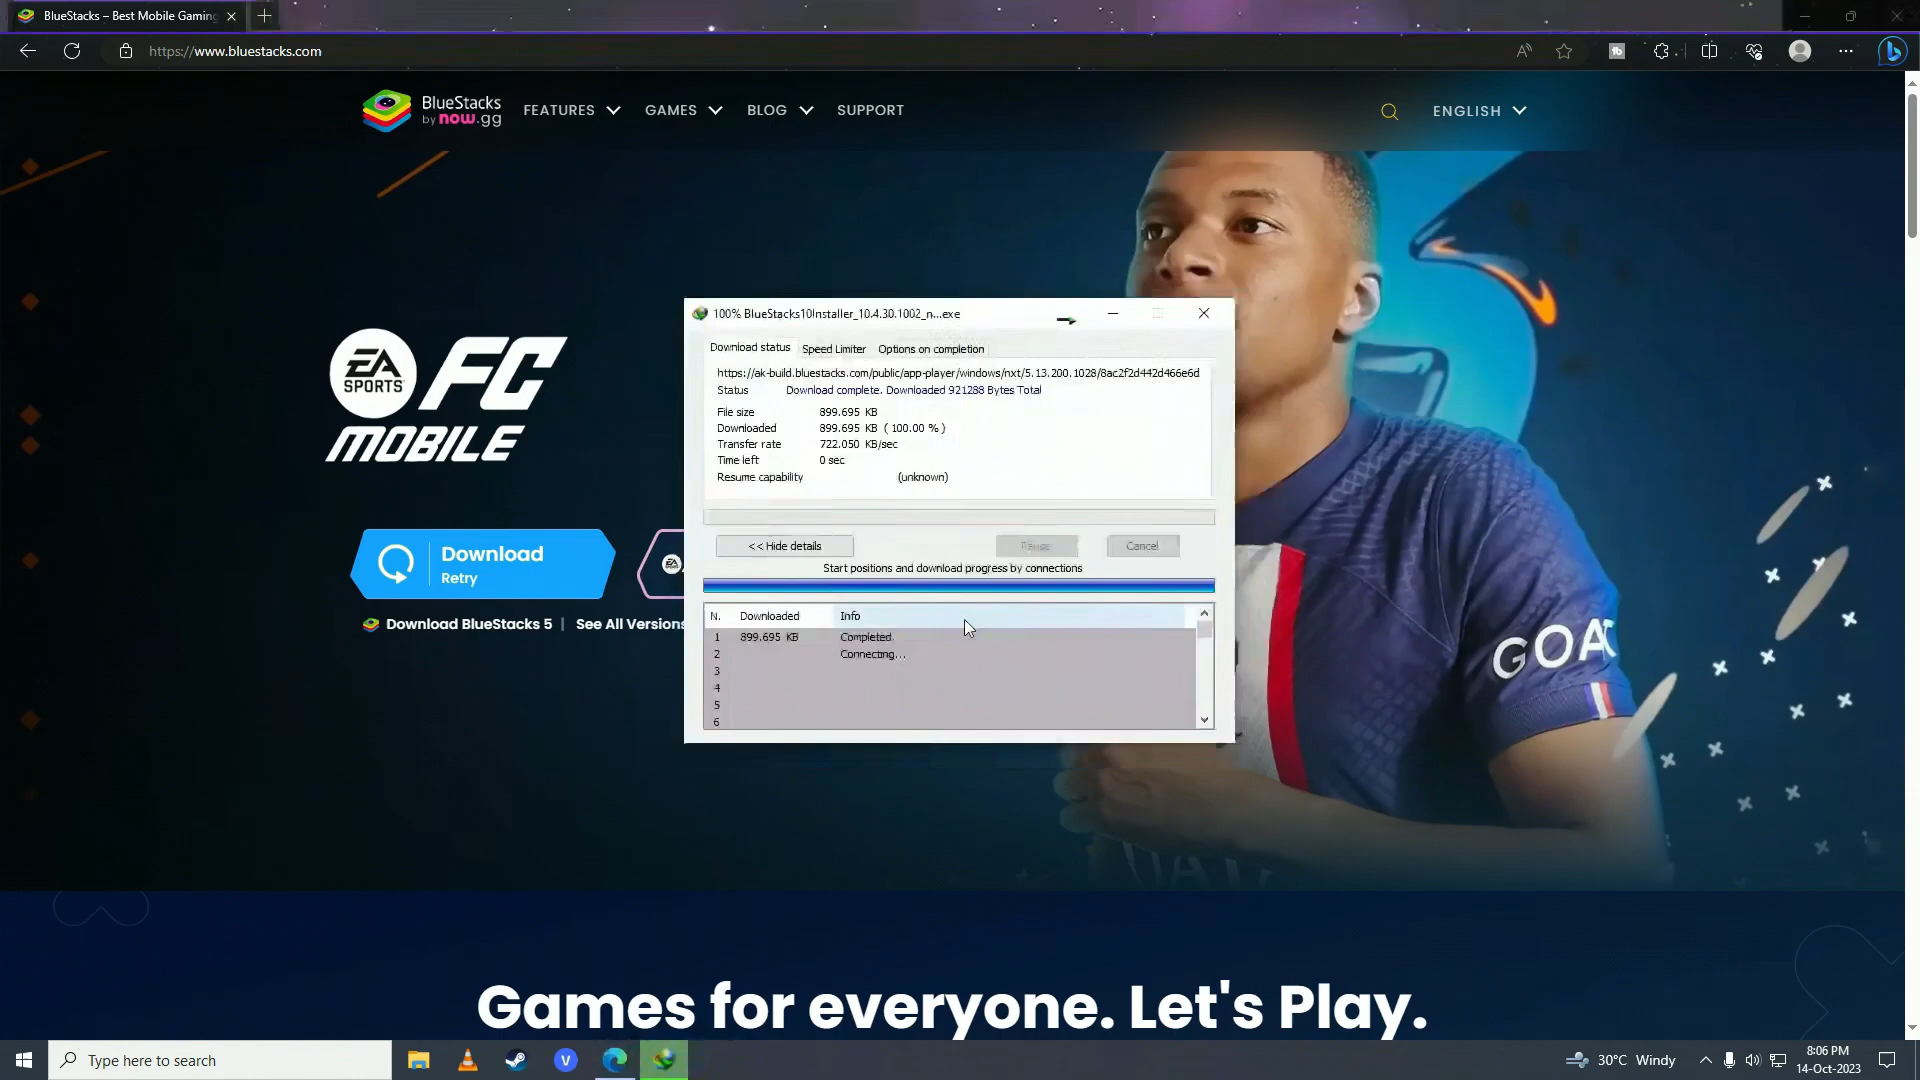 BlueStacks – Best Mobile Gaming
https://www.bluestacks.com
BlueStacks
by now.gg
FEATURES
GAMES
BLOG
SUPPORT
ENGLISH
EA
SPORTS
FC
MOBILE
Download
Retry
Download BlueStacks 5 | See All Versions
100% BlueStacks10Installer_10.4.30.1002_n...exe
Download status
Speed Limiter
Options on completion
https://ak-build.bluestacks.com/public/app-player/windows/nxt/5.13.200.1028/8ac2f2d442d466e6d
Status Download complete. Downloaded 921288 Bytes Total
File size 899.695 KB
Downloaded 899.695 KB ( 100.00 % )
Transfer rate 722.050 KB/sec
Time left 0 sec
Resume capability (unknown)
<< Hide details
Pause
Cancel
Start positions and download progress by connections
N. Downloaded Info
1 899.695 KB Completed
2 Connecting...
3
4
5
6
GOAT
Games for everyone. Let's Play.
Type here to search
30°C Windy
8:06 PM
14-Oct-2023